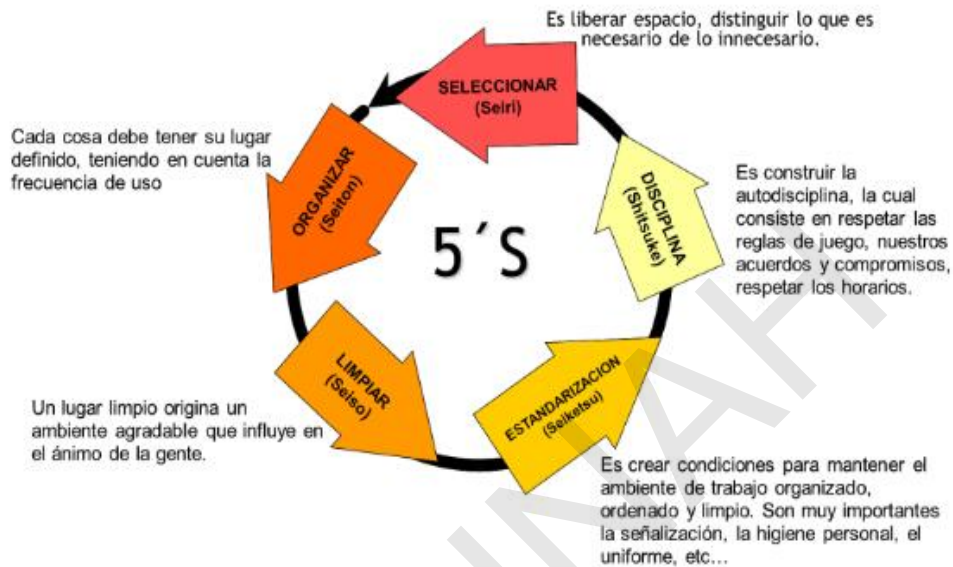 Es liberar espacio, distinguir lo que es
necesario de lo innecesario.
SELECCIONAR
(Seiri)
Cada cosa debe tener su lugar
definido, teniendo en cuenta la
frecuencia de uso
ORGANIZAR
(Seiton)
5´S
DISCIPLINA
(Shitsuke)
Es construir la
autodisciplina, la cual
consiste en respetar las
reglas de juego, nuestros
acuerdos y compromisos,
respetar los horarios.
LIMPIAR
(Seiso)
Un lugar limpio origina un
ambiente agradable que influye en
el ánimo de la gente.
ESTANDARIZACION
(Seiketsu)
Es crear condiciones para mantener el
ambiente de trabajo organizado,
ordenado y limpio. Son muy importantes
la señalización, la higiene personal, el
uniforme, etc...